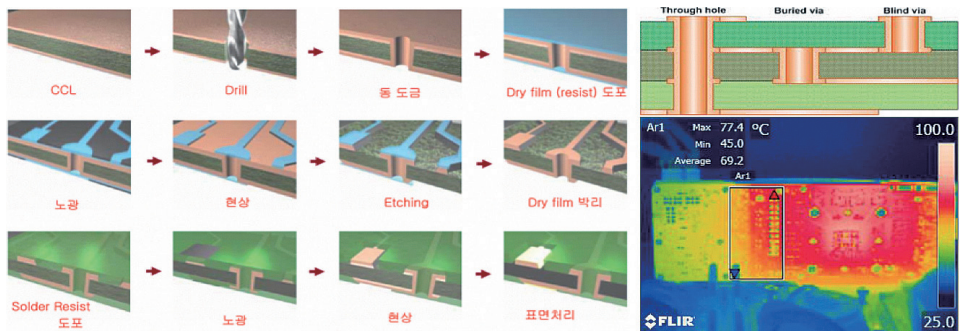 CCL
Drill
동 도금
Dry film (resist) 도포
노광
현상
Etching
Dry film 박리
Solder Resist
도포
노광
현상
표면처리
Through hole
Buried via
Blind via
Ar1
Max 77.4 °C
Min 45.0
Average 69.2
100.0
Ar1
FLIR
25.0